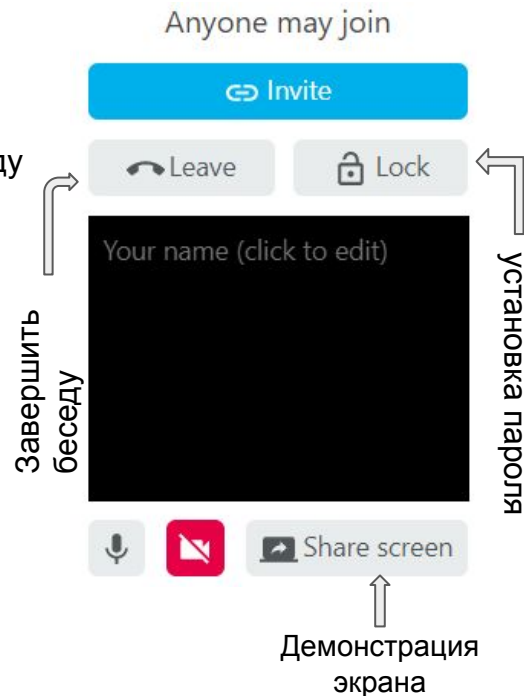 Anyone may join
Invite
Leave
Lock
Your name (click to edit)
Завершить
беседу
установка пароля
Share screen
Демонстрация
экрана